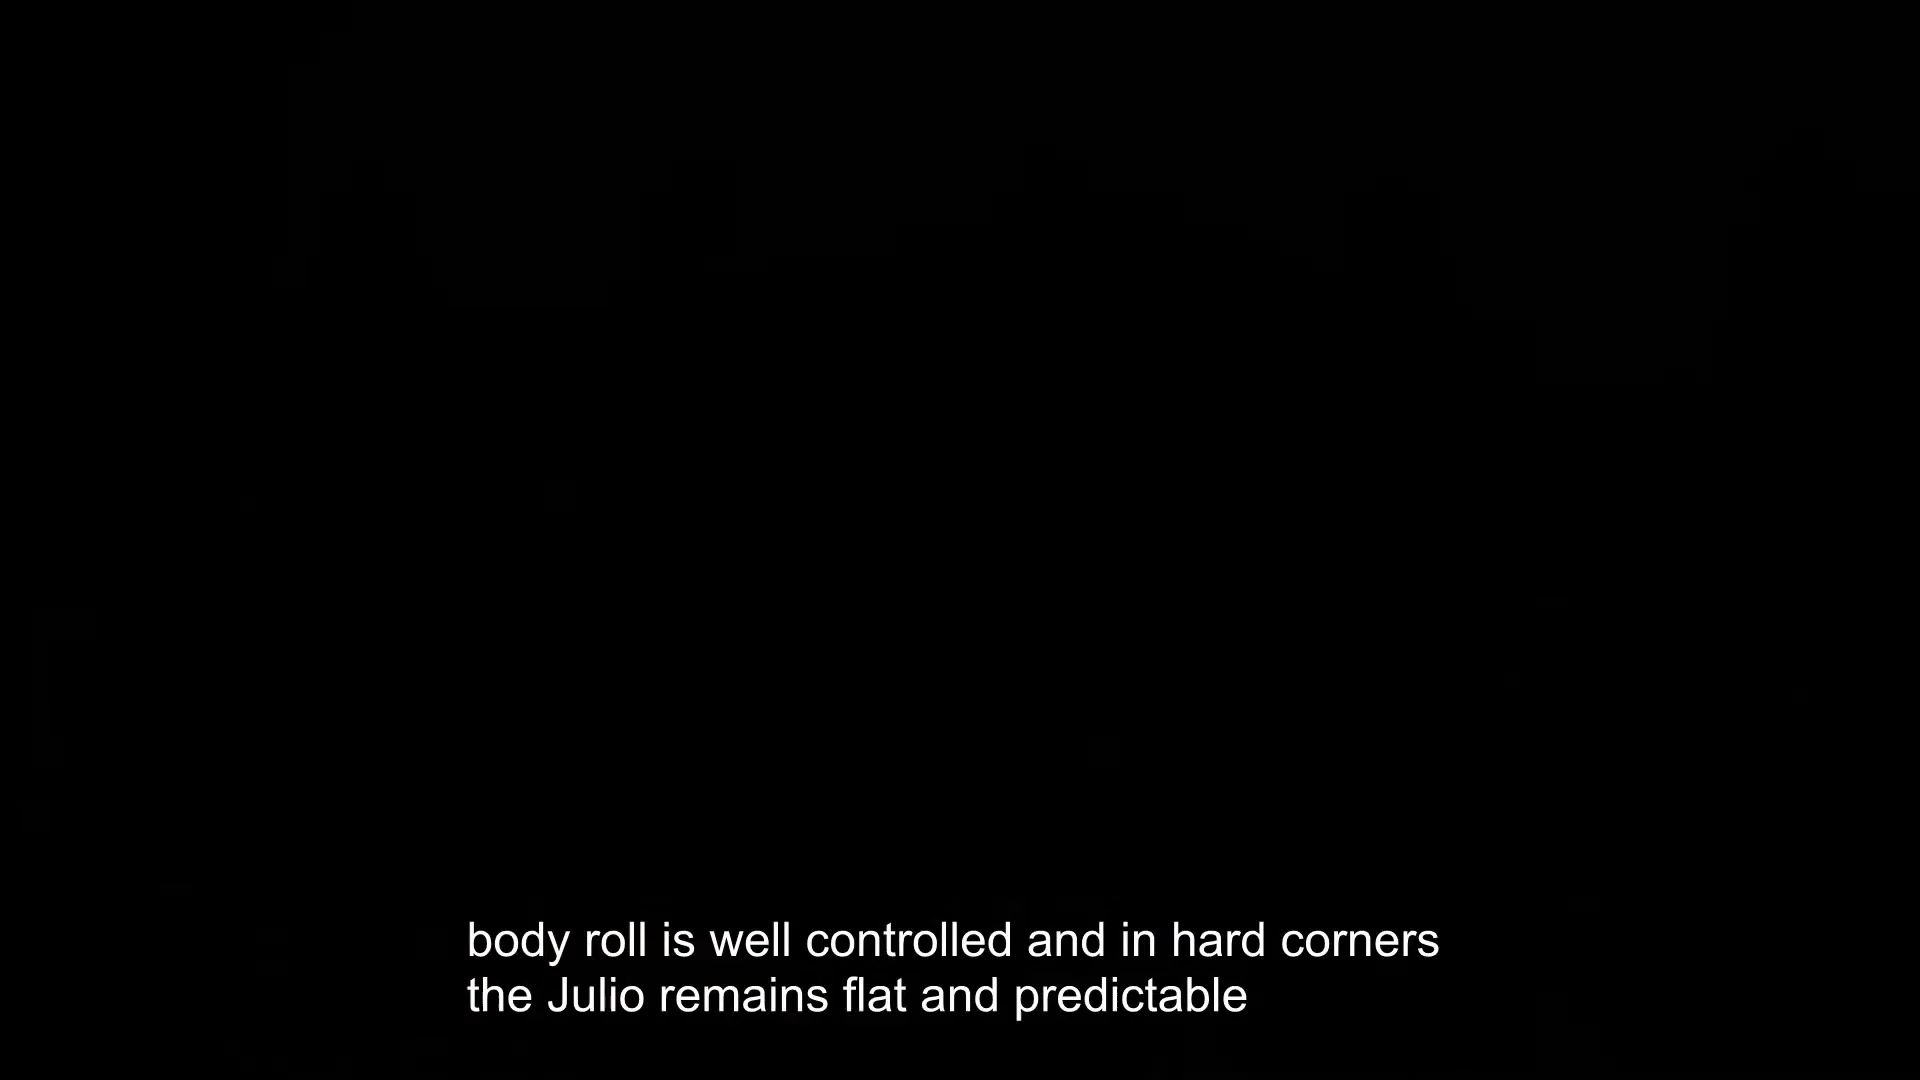 body roll is well controlled and in hard corners
the Julio remains flat and predictable